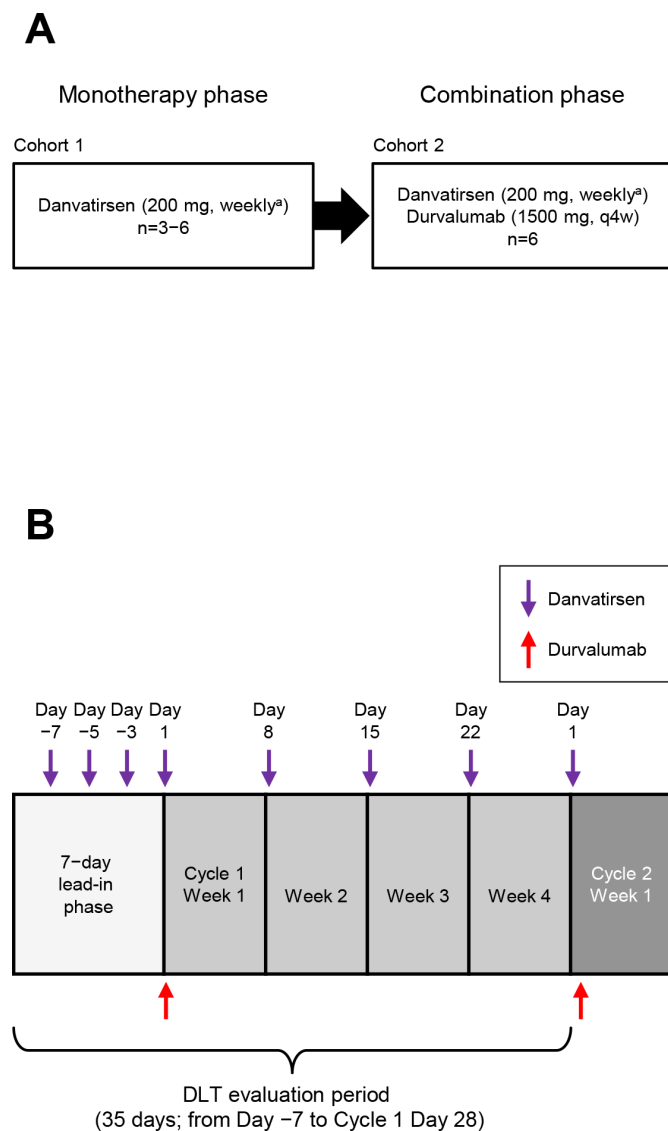 A
Monotherapy phase
Combination phase
Cohort 1
Cohort 2
Danvatirsen (200 mg, weeklyᵃ)
n=3−6
Danvatirsen (200 mg, weeklyᵃ)
Durvalumab (1500 mg, q4w)
n=6
B
Danvatirsen
Durvalumab
Day Day Day Day Day Day Day Day
−7 −5 −3 1 8 15 22 1
7−day
lead-in
phase
Cycle 1
Week 1
Week 2
Week 3
Week 4
Cycle 2
Week 1
DLT evaluation period
(35 days; from Day −7 to Cycle 1 Day 28)